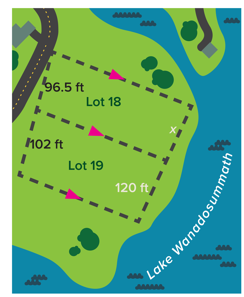 96.5 ft
Lot 18
x
102 ft
Lot 19
120 ft
Lake Wanadosummath